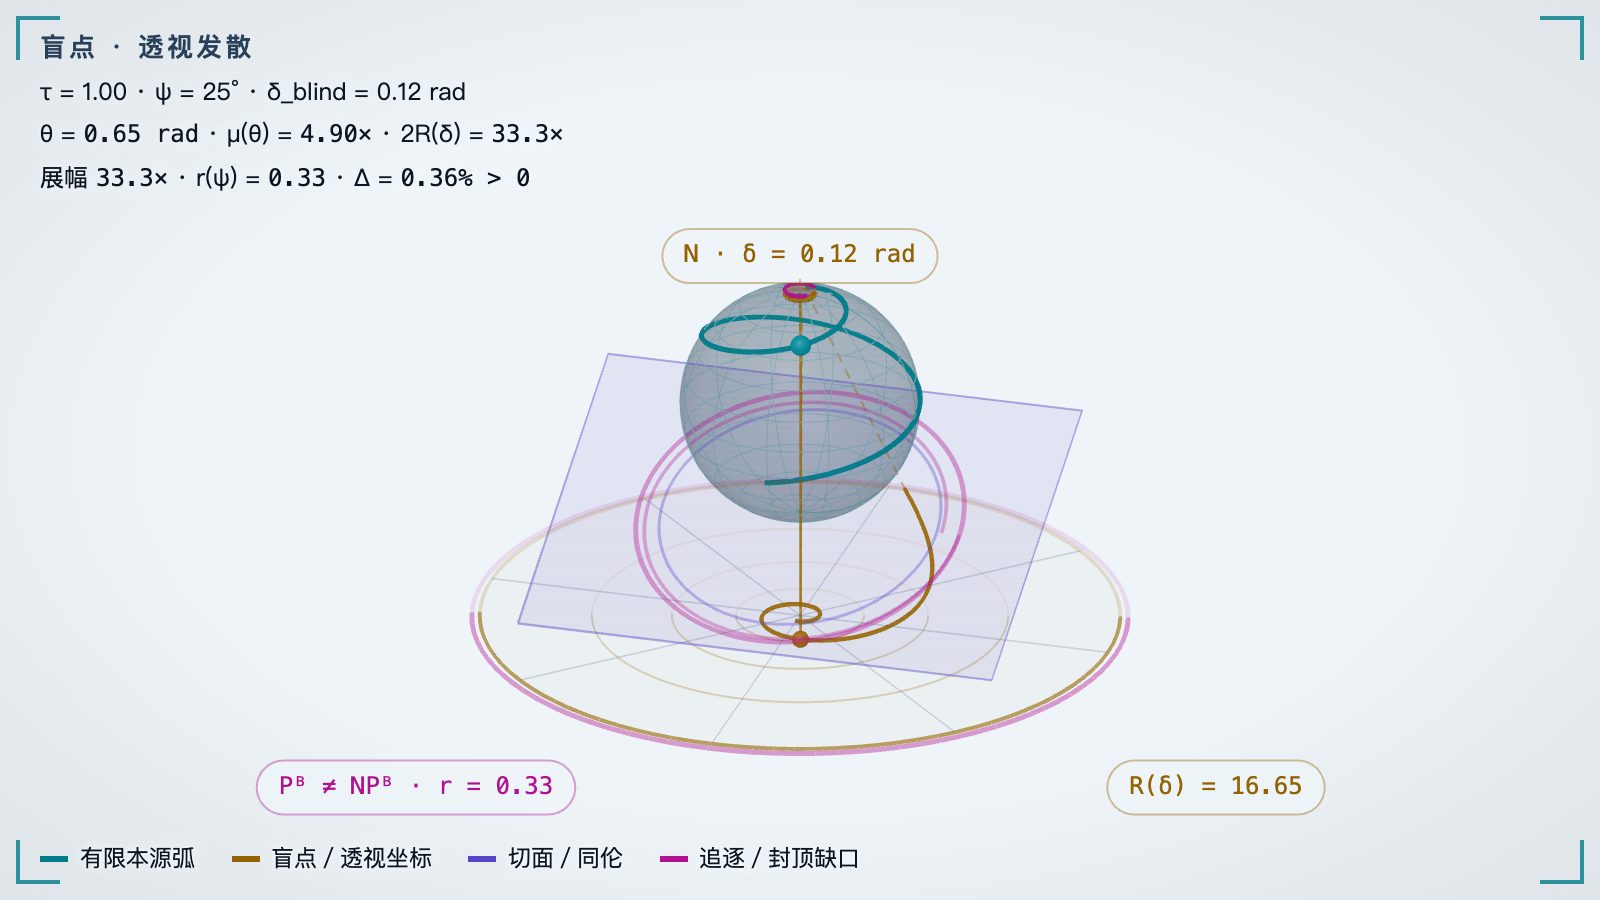 盲点 · 透视发散
τ = 1.00 · ψ = 25° · δ_blind = 0.12 rad
θ = 0.65 rad · μ(θ) = 4.90× · 2R(δ) = 33.3×
展幅 33.3× · r(ψ) = 0.33 · Δ = 0.36% > 0
N · δ = 0.12 rad
Pᴮ ≠ NPᴮ · r = 0.33
R(δ) = 16.65
有限本源弧
盲点 / 透视坐标
切面 / 同伦
追逐 / 封顶缺口